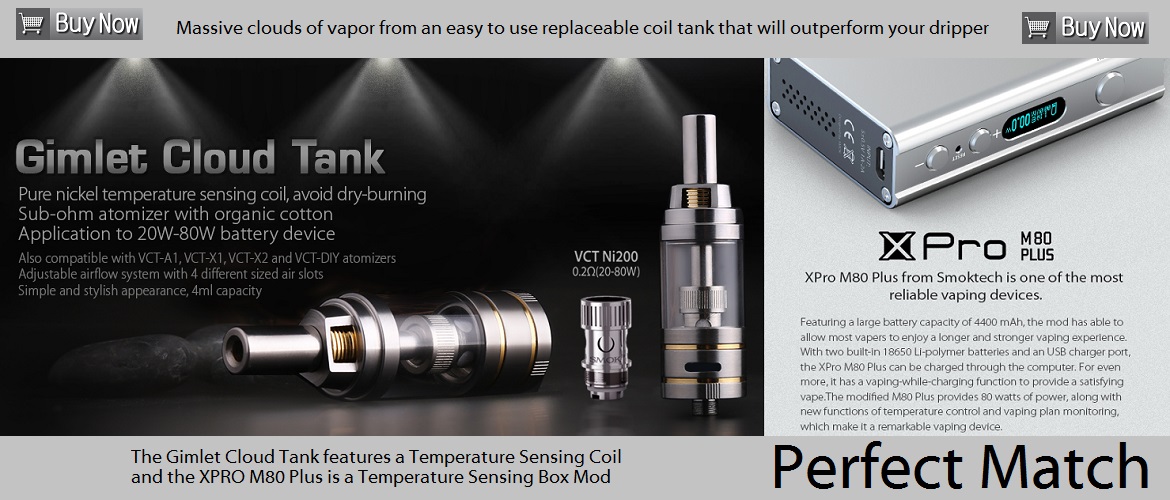 Buy Now
Massive clouds of vapor from an easy to use replaceable coil tank that will outperform your dripper
Buy Now
Gimlet Cloud Tank
Pure nickel temperature sensing coil, avoid dry-burning
Sub-ohm atomizer with organic cotton
Application to 20W-80W battery device
Also compatible with VCT-A1, VCT-X1, VCT-X2 and VCT-DIY atomizers
Adjustable airflow system with 4 different sized air slots
Simple and stylish appearance, 4ml capacity
VCT Ni200
0.2Ω(20-80W)
SMOK
XPro M80
PLUS
XPro M80 Plus from Smoktech is one of the most
reliable vaping devices.
Featuring a large battery capacity of 4400 mAh, the mod has able to
allow most vapers to enjoy a longer and stronger vaping experience.
With two built-in 18650 Li-polymer batteries and an USB charger port,
the XPro M80 Plus can be charged through the computer. For even
more, it has a vaping-while-charging function to provide a satisfying
vape.The modified M80 Plus provides 80 watts of power, along with
new functions of temperature control and vaping plan monitoring,
which make it a remarkable vaping device.
The Gimlet Cloud Tank features a Temperature Sensing Coil
and the XPRO M80 Plus is a Temperature Sensing Box Mod
Perfect Match